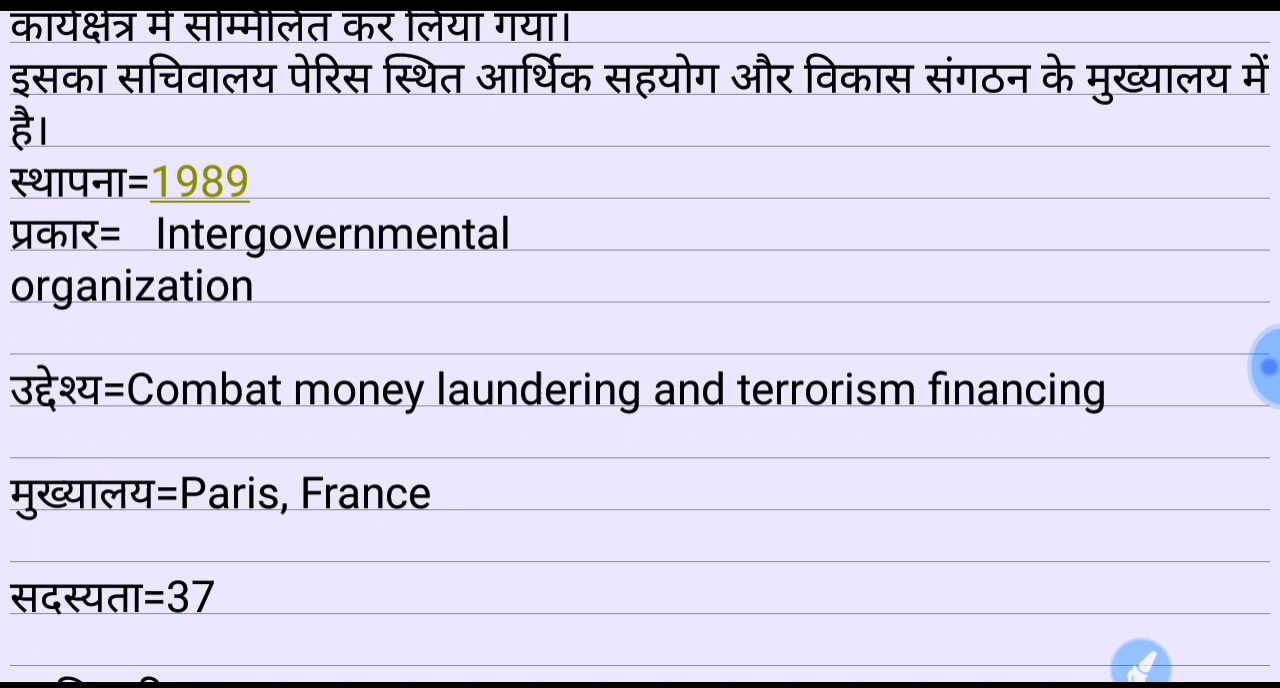 कार्यक्षेत्र में सम्मिलित कर लिया गया।
इसका सचिवालय पेरिस स्थित आर्थिक सहयोग और विकास संगठन के मुख्यालय में
है।
स्थापना=1989
प्रकार= Intergovernmental
organization
उद्देश्य=Combat money laundering and terrorism financing
मुख्यालय=Paris, France
सदस्यता=37